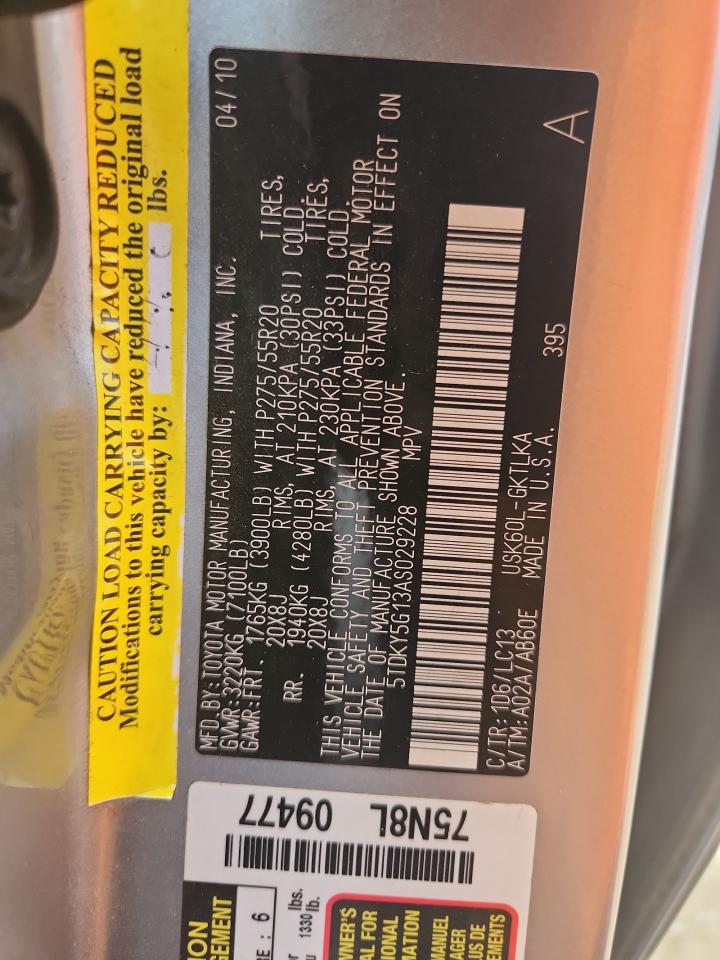 CAUTION LOAD CARRYING CAPACITY REDUCED
Modifications to this vehicle have reduced the original load
carrying capacity by: lbs.
MFD. BY: TOYOTA MOTOR MANUFACTURING, INDIANA, INC. 04/10
GVWR: 3220KG (7100LB)
GAWR: FRT. 1765KG (3900LB) WITH P275/55R20 TIRES,
20X8J RIMS, AT 210KPA (30PSI) COLD.
RR. 1940KG (4280LB) WITH P275/55R20 TIRES,
20X8J RIMS, AT 230KPA (33PSI) COLD.
THIS VEHICLE CONFORMS TO ALL APPLICABLE FEDERAL MOTOR
VEHICLE SAFETY AND THEFT PREVENTION STANDARDS IN EFFECT ON
THE DATE OF MANUFACTURE SHOWN ABOVE.
5TDKY5G13AS029228 MPV
A
C/TR: 1D6/LC13 USK60L-GKTLKA
A/TM: A02A/AB60E MADE IN U.S.A. 395
75N8L 09477
: 6
lbs.
1330 lb.
MANUEL